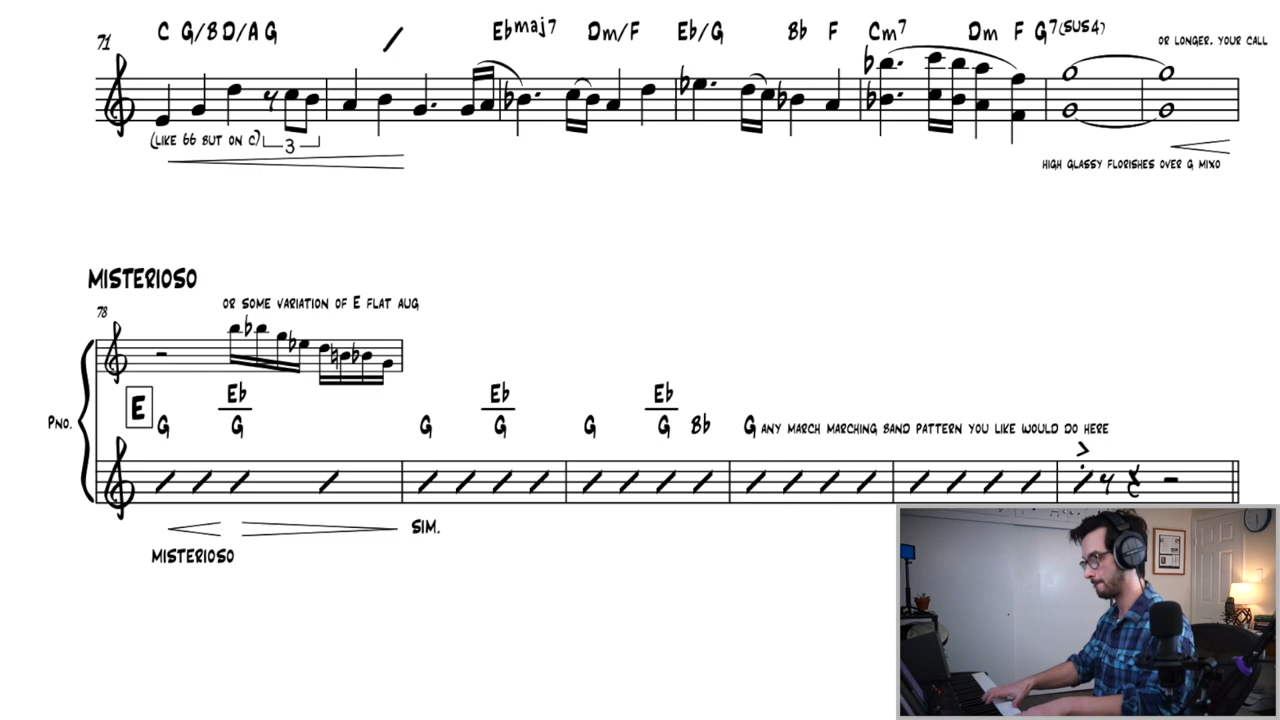 71 C G/B D/A G Ebmaj7 Dm/F Eb/G Bb F Cm7 Dm F G7(SUS4) OR LONGER. YOUR CALL
(LIKE 66 BUT ON C) 3
HIGH GLASSY FLORISHES OVER G MIXO
MISTERIOSO
78 OR SOME VARIATION OF E FLAT AUG
Eb Eb Eb
E G G G G G G Bb G ANY MARCH MARCHING BAND PATTERN YOU LIKE WOULD DO HERE
PNO.
SIM.
MISTERIOSO